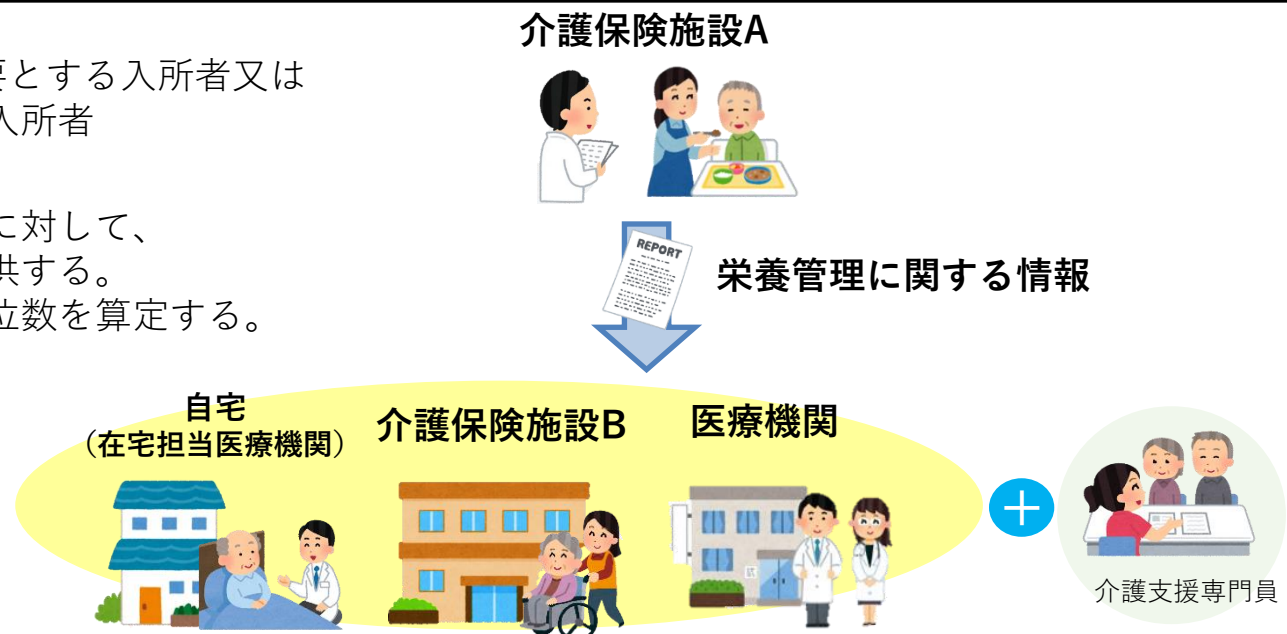 介護保険施設A
要とする入所者又は
入所者
に対して、
供する。
位数を算定する。
REPORT
栄養管理に関する情報
自宅
（在宅担当医療機関）
介護保険施設B
医療機関
介護支援専門員